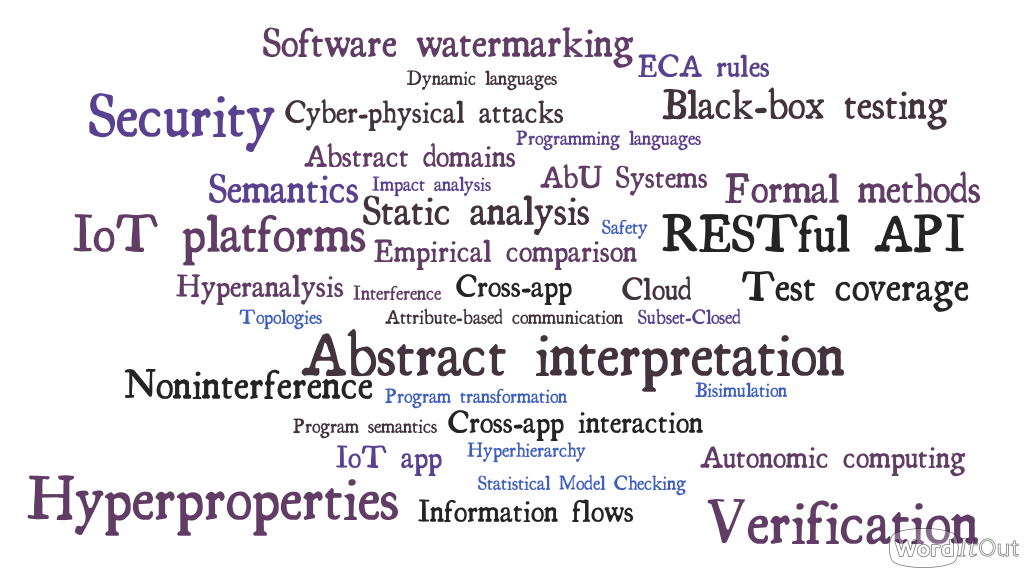 Software watermarking
ECA rules
Dynamic languages
Security
Cyber-physical attacks
Black-box testing
Programming languages
Abstract domains
Semantics
Impact analysis
AbU Systems
Formal methods
Static analysis
IoT platforms
Safety
RESTful API
Empirical comparison
Hyperanalysis
Interference
Cross-app
Cloud
Test coverage
Topologies
Attribute-based communication
Subset-Closed
Abstract interpretation
Noninterference
Program transformation
Bisimulation
Program semantics
Cross-app interaction
IoT app
Hyperhierarchy
Autonomic computing
Statistical Model Checking
Hyperproperties
Information flows
Verification
WordItOut